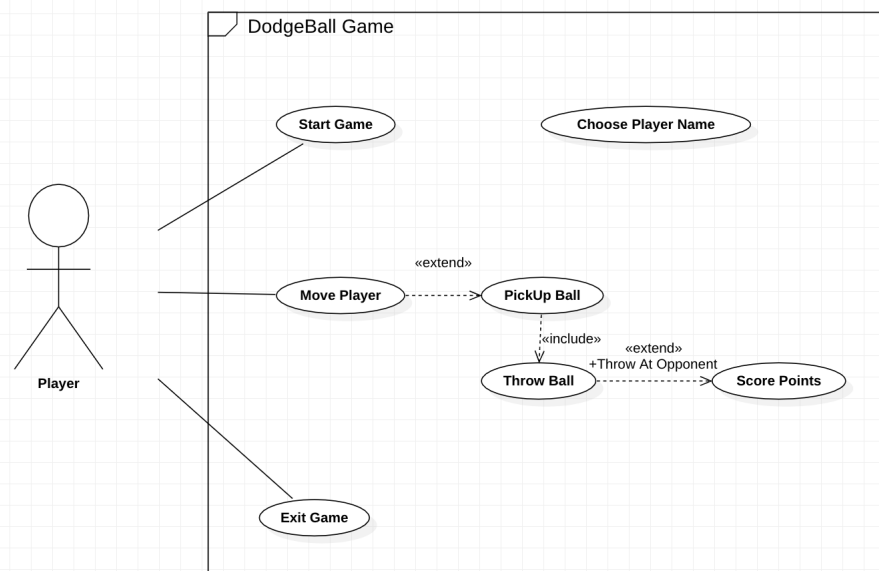 DodgeBall Game
Start Game
Choose Player Name
«extend»
Move Player
PickUp Ball
«include»
«extend»
+Throw At Opponent
Throw Ball
Score Points
Player
Exit Game